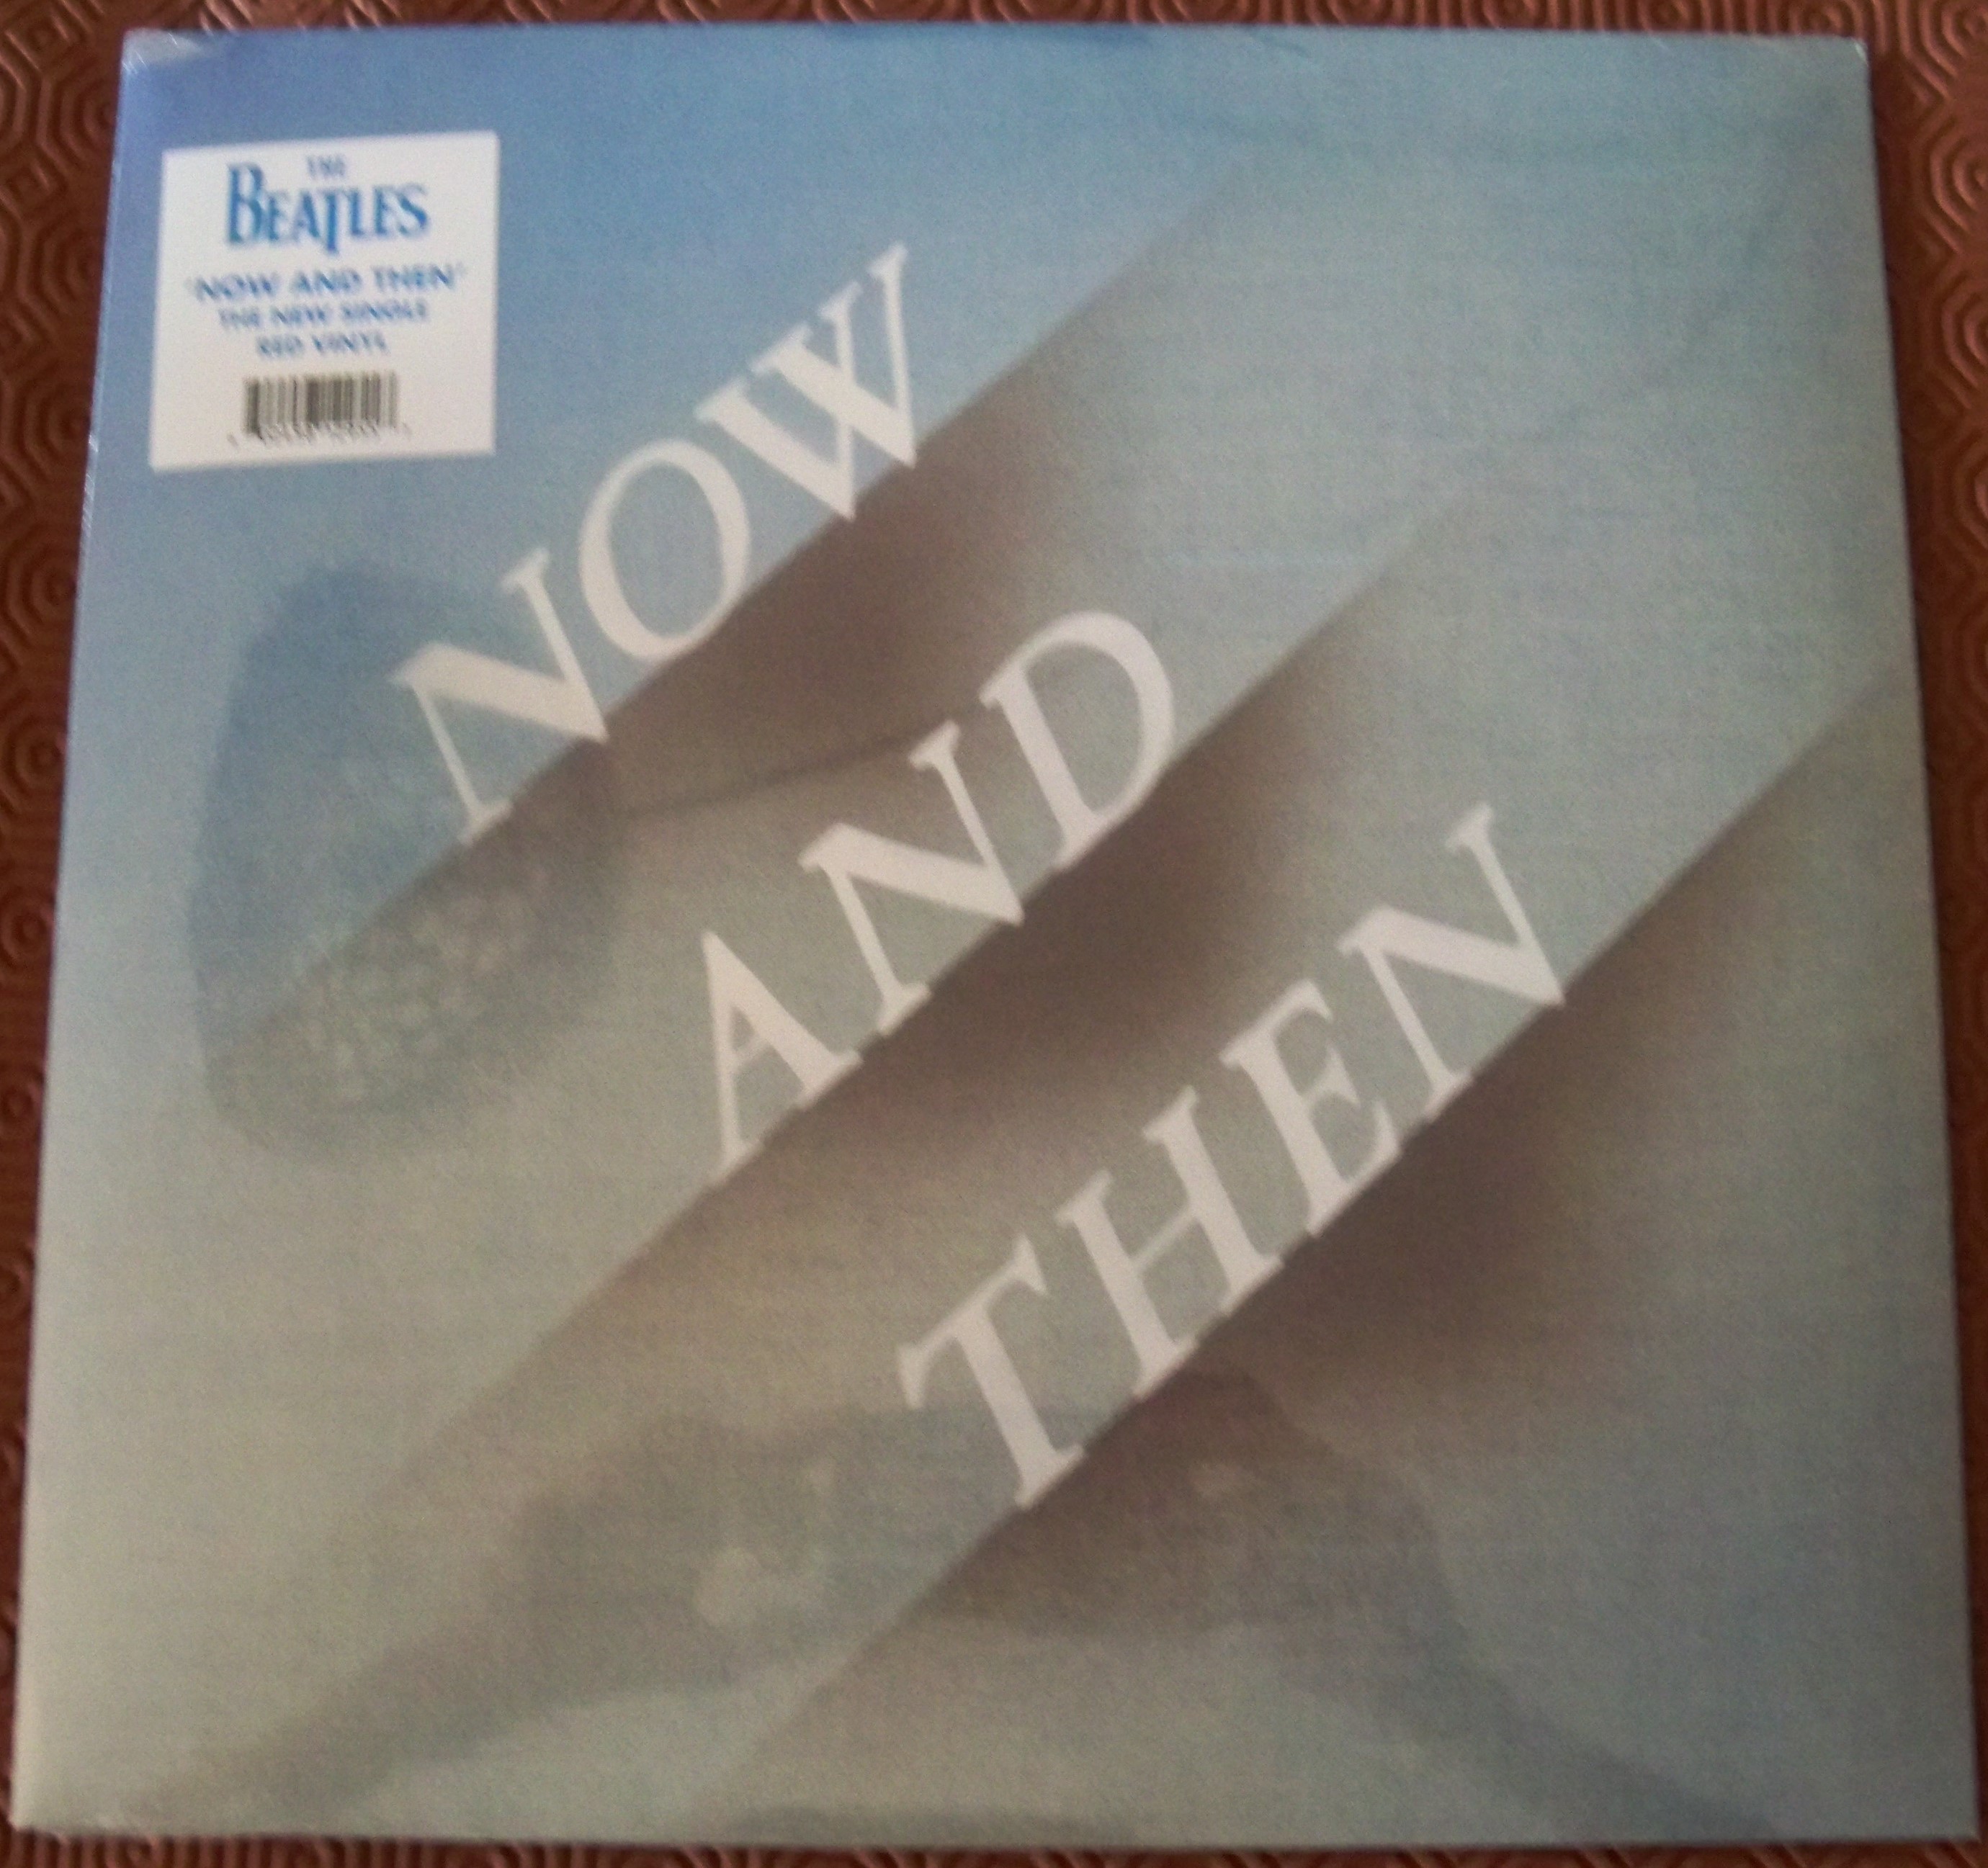 THE
BEATLES
'NOW AND THEN'
THE NEW SINGLE
RED VINYL
NOW
AND
THEN